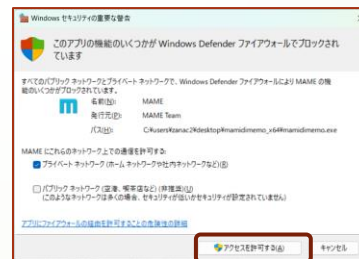 Windows セキュリティの重要な警告
このアプリの機能のいくつかが Windows Defender ファイアウォールでブロックされ
ています
すべてのパブリック ネットワークとプライベート ネットワークで、Windows Defender ファイアウォールにより MAME の機
能のいくつかがブロックされています。
名前(N): MAME
発行元(P): MAME Team
パス(H): C:¥users¥zanac2¥desktop¥mamidimemo_x64¥mamidimemo.exe
MAME にこれらのネットワーク上での通信を許可する:
プライベート ネットワーク (ホーム ネットワークや社内ネットワークなど)(R)
パブリック ネットワーク (空港、喫茶店など) (非推奨)(U)
(このようなネットワークは多くの場合、セキュリティが低いかセキュリティが設定されていません)
アプリにファイアウォールの経由を許可することの危険性の詳細
アクセスを許可する(A) キャンセル